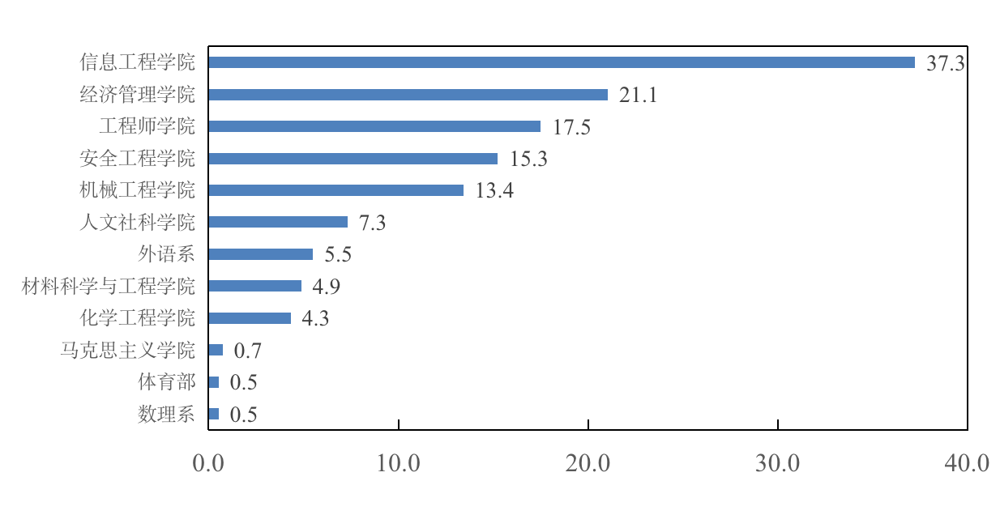 信息工程学院 37.3
经济管理学院 21.1
工程师学院 17.5
安全工程学院 15.3
机械工程学院 13.4
人文社科学院 7.3
外语系 5.5
材料科学与工程学院 4.9
化学工程学院 4.3
马克思主义学院 0.7
体育部 0.5
数理系 0.5
0.0 10.0 20.0 30.0 40.0